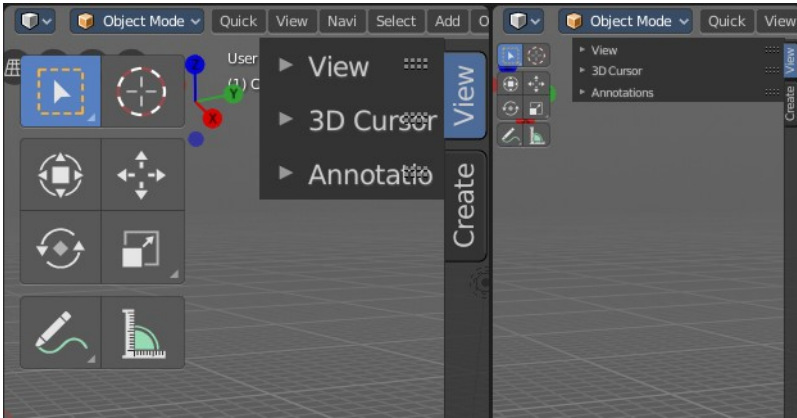 Object Mode Quick View Navi Select Add O
User
(1) C
View
3D Cursor
Annotatio
View
Create
Object Mode Quick View
View
3D Cursor
Annotations
View
Create
Z
Y
X